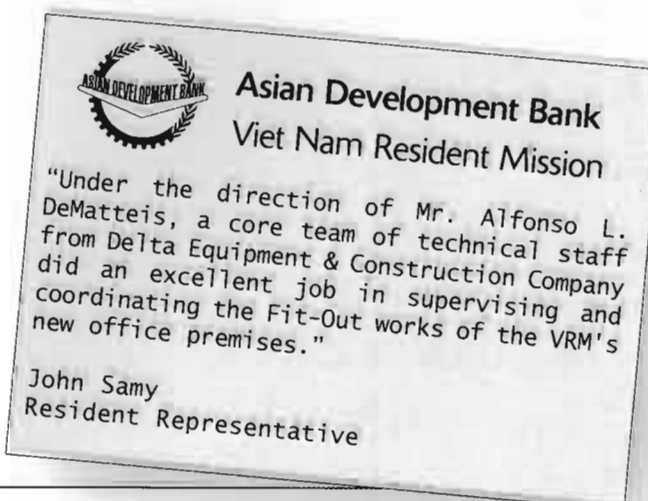 ASIAN DEVELOPMENT BANK
Asian Development Bank
Viet Nam Resident Mission
"Under the direction of Mr. Alfonso L.
DeMatteis, a core team of technical staff
from Delta Equipment & Construction Company
did an excellent job in supervising and
coordinating the Fit-Out works of the VRM's
new office premises."
John Samy
Resident Representative